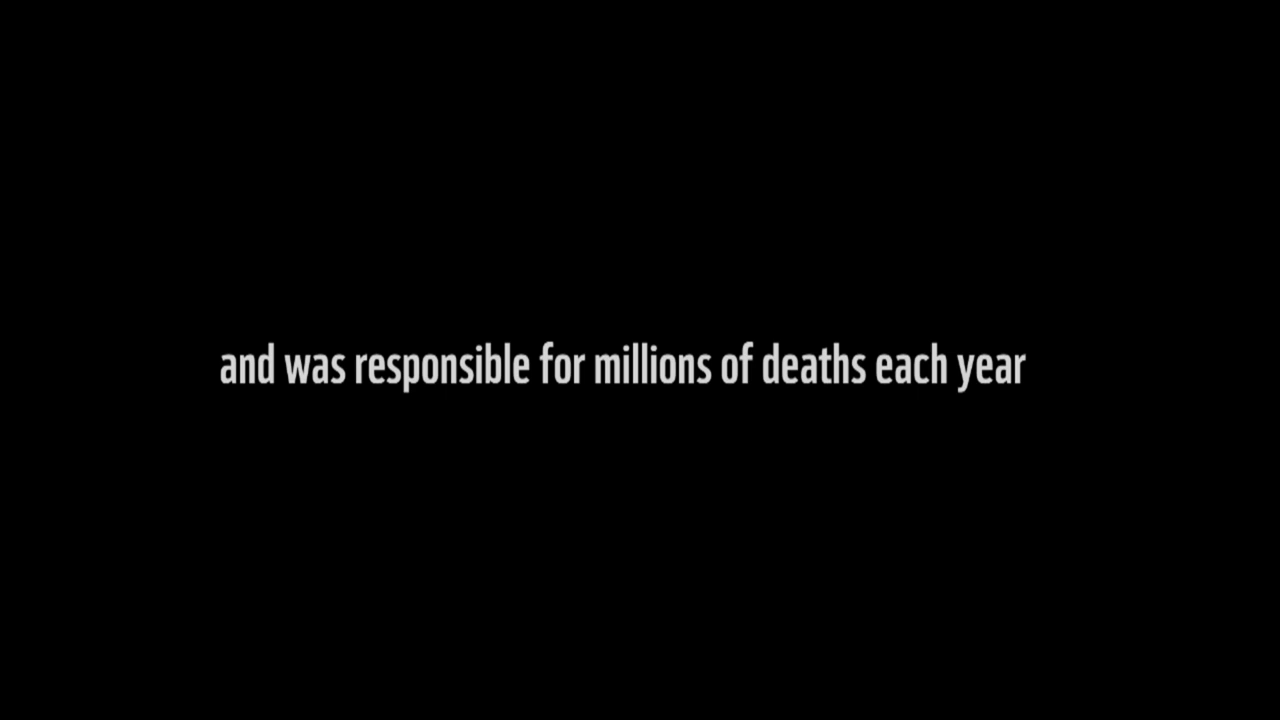 and was responsible for millions of deaths each year